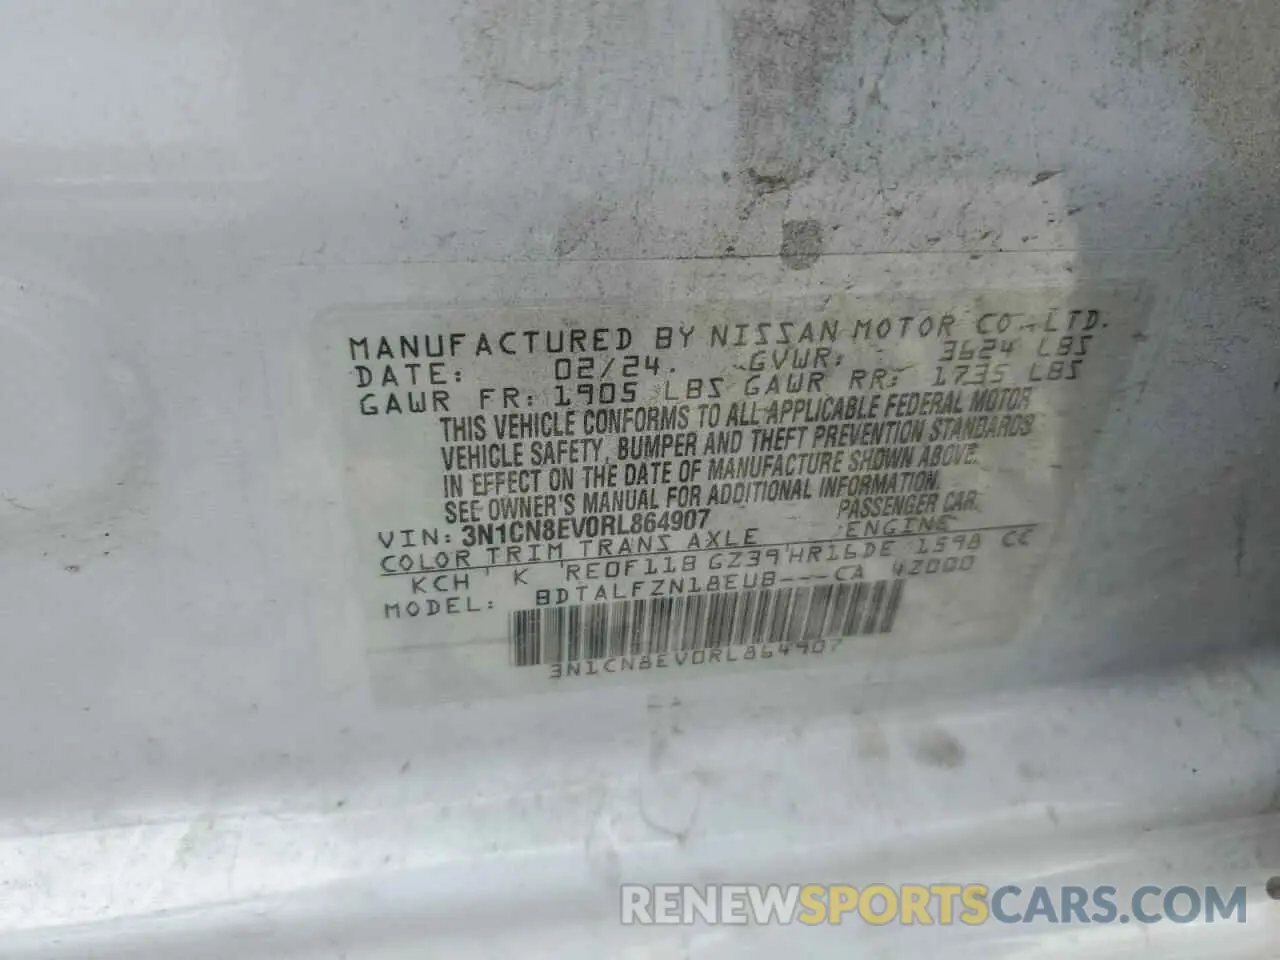 MANUFACTURED BY NISSAN MOTOR CO., LTD.
DATE: 02/24. GVWR: 3624 LBS
GAWR FR: 1905 LBS GAWR RR: 1735 LBS
THIS VEHICLE CONFORMS TO ALL APPLICABLE FEDERAL MOTOR
VEHICLE SAFETY, BUMPER AND THEFT PREVENTION STANDARDS
IN EFFECT ON THE DATE OF MANUFACTURE SHOWN ABOVE.
SEE OWNER'S MANUAL FOR ADDITIONAL INFORMATION.
VIN: 3N1CN8EV0RL864907 PASSENGER CAR
COLOR TRIM TRANS AXLE ENGINE
KCH K RE0F11B GZ39 HR16DE 1598 CC
MODEL: BDTALFZN18EUB---CA 4Z000
3N1CN8EV0RL864907
RENEWSPORTSCARS.COM